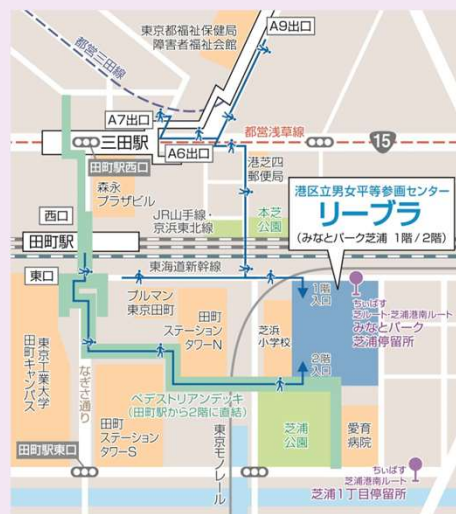 東京都福祉保健局
障害者福祉会館
A9出口
都営三田線
A7出口
三田駅
都営浅草線
15
A6出口
田町駅西口
港芝四
郵便局
森永
プラザビル
西口
JR山手線・
京浜東北線
本芝
公園
港区立男女平等参画センター
リーブラ
(みなとパーク芝浦 1階/2階)
田町駅
東口
東海道新幹線
プルマン
東京田町
田町
ステーション
タワーN
芝浜
小学校
1階
入口
ちぃばす
芝ルート・芝浦港南ルート
みなとパーク
芝浦停留所
2階
入口
東京工業大学
田町キャンパス
なぎさ通り
ペデストリアンデッキ
(田町駅から2階に直結)
田町
ステーション
タワーS
東京モノレール
芝浦
公園
愛育
病院
田町駅東口
ちぃばす
芝浦港南ルート
芝浦1丁目停留所